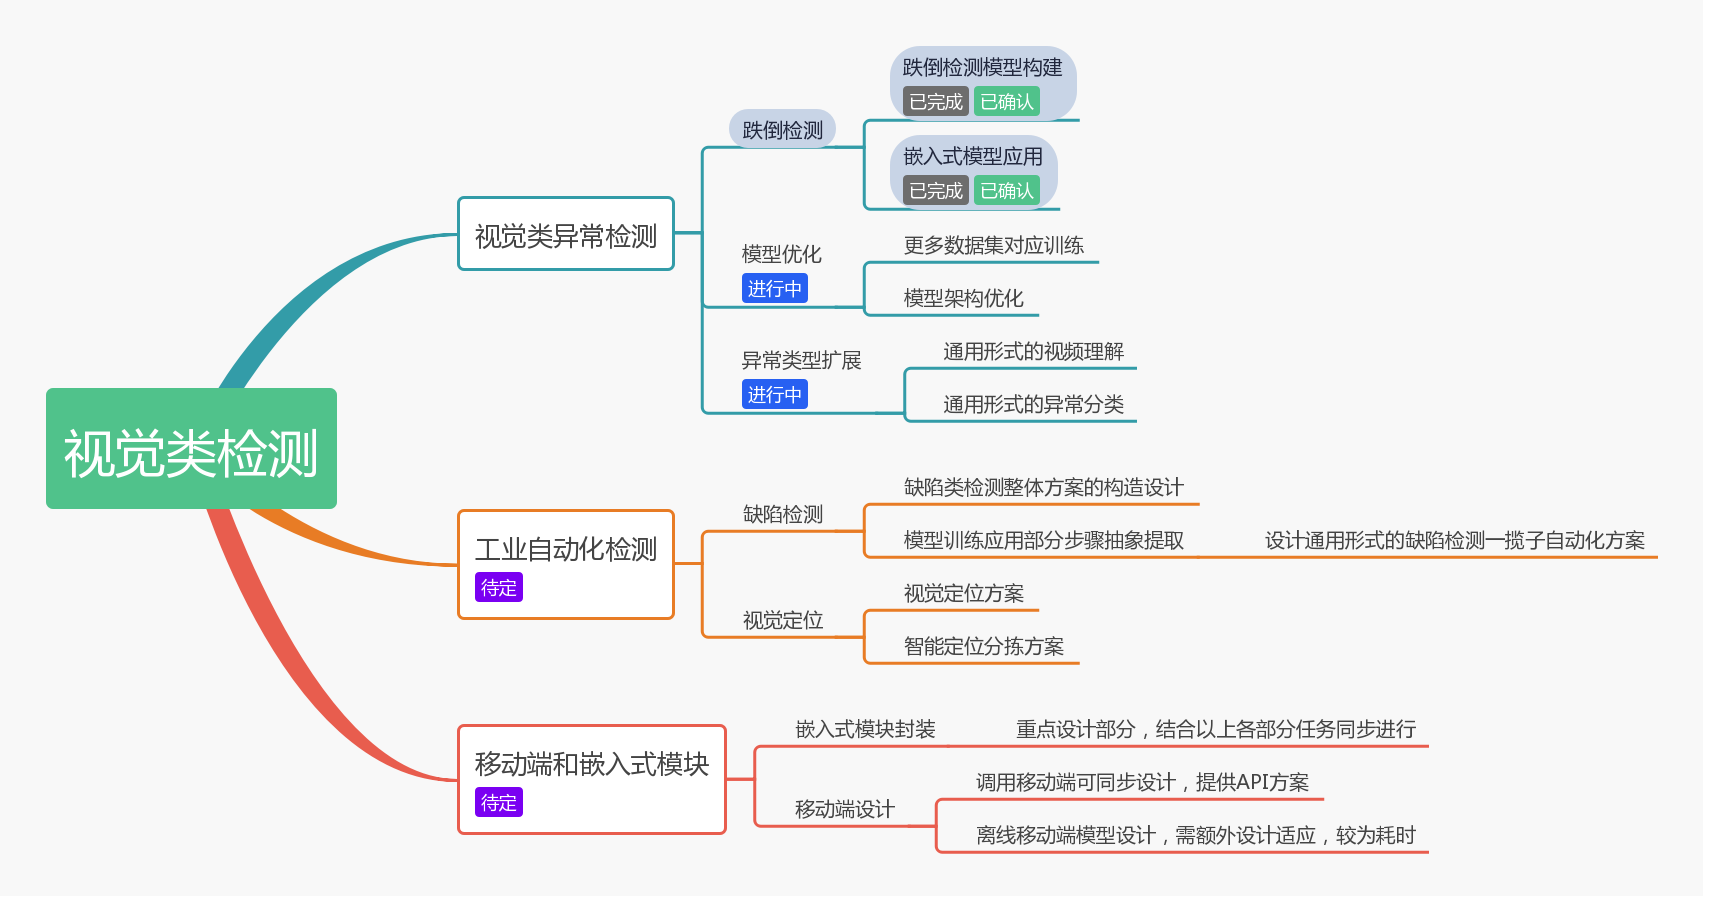 视觉类检测
视觉类异常检测
跌倒检测
跌倒检测模型构建
已完成 已确认
嵌入式模型应用
已完成 已确认
模型优化
进行中
更多数据集对应训练
模型架构优化
异常类型扩展
进行中
通用形式的视频理解
通用形式的异常分类
工业自动化检测
待定
缺陷检测
缺陷类检测整体方案的构造设计
模型训练应用部分步骤抽象提取
设计通用形式的缺陷检测一揽子自动化方案
视觉定位
视觉定位方案
智能定位分拣方案
移动端和嵌入式模块
待定
嵌入式模块封装
重点设计部分，结合以上各部分任务同步进行
移动端设计
调用移动端可同步设计，提供API方案
离线移动端模型设计，需额外设计适应，较为耗时